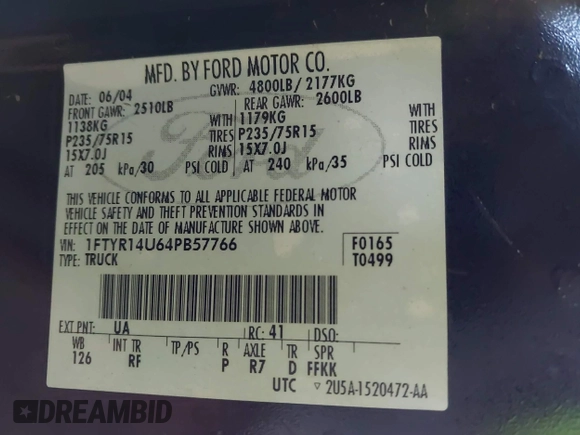 MFD. BY FORD MOTOR CO.
DATE: 06/04 GVWR: 4800LB / 2177KG
FRONT GAWR: 2510LB REAR GAWR: 2600LB
1138KG WITH 1179KG WITH
P235/75R15 TIRES P235/75R15 TIRES
15X7.0J RIMS 15X7.0J RIMS
AT 205 kPa/30 PSI COLD AT 240 kPa/35 PSI COLD
Ford
THIS VEHICLE CONFORMS TO ALL APPLICABLE FEDERAL MOTOR
VEHICLE SAFETY AND THEFT PREVENTION STANDARDS IN
EFFECT ON THE DATE OF MANUFACTURE SHOWN ABOVE.
VIN: 1FTYR14U64PB57766 F0165
TYPE: TRUCK T0499
EXT PNT: UA RC: 41 DSO:
WB INT TR TP/PS R AXLE TR SPR
126 RF P R7 D FFKK
UTC ▽ 2U5A-1520472-AA
AUTOBIDCAR